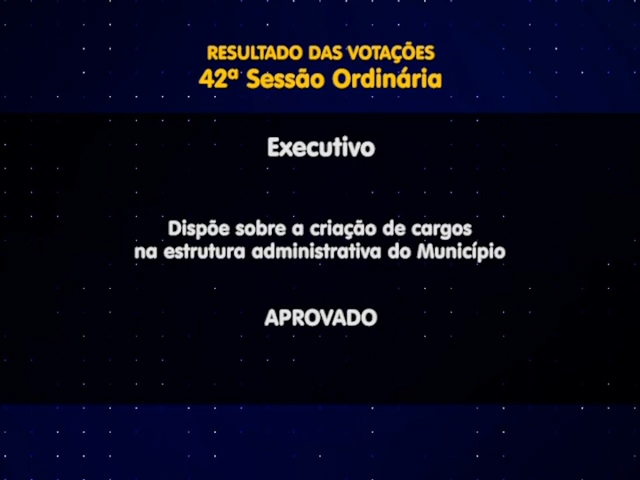 RESULTADO DAS VOTAÇÕES
42ª Sessão Ordinária
Executivo
Dispõe sobre a criação de cargos
na estrutura administrativa do Município
APROVADO